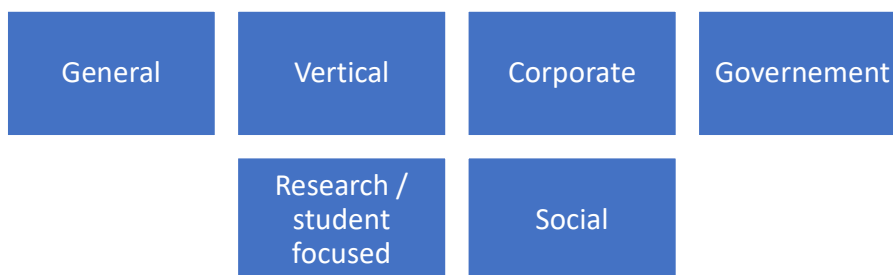 General
Vertical
Corporate
Governement
Research /
student
focused
Social